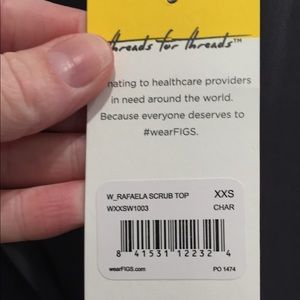 threads for threads™
nating to healthcare providers
in need around the world.
Because everyone deserves to
#wearFIGS.
W_RAFAELA SCRUB TOP XXS
WXXSW1003 CHAR
8 41531 12232 4
wearFIGS.com PO 1474